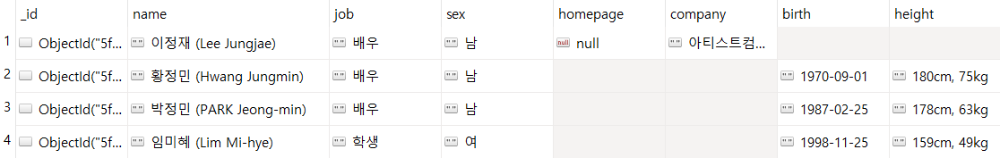 _id name job sex homepage company birth height
1 ObjectId("5f... "" 이정재 (Lee Jungjae) "" 배우 "" 남 null null "" 아티스트컴...
2 ObjectId("5f... "" 황정민 (Hwang Jungmin) "" 배우 "" 남 "" 1970-09-01 "" 180cm, 75kg
3 ObjectId("5f... "" 박정민 (PARK Jeong-min) "" 배우 "" 남 "" 1987-02-25 "" 178cm, 63kg
4 ObjectId("5f... "" 임미혜 (Lim Mi-hye) "" 학생 "" 여 "" 1998-11-25 "" 159cm, 49kg